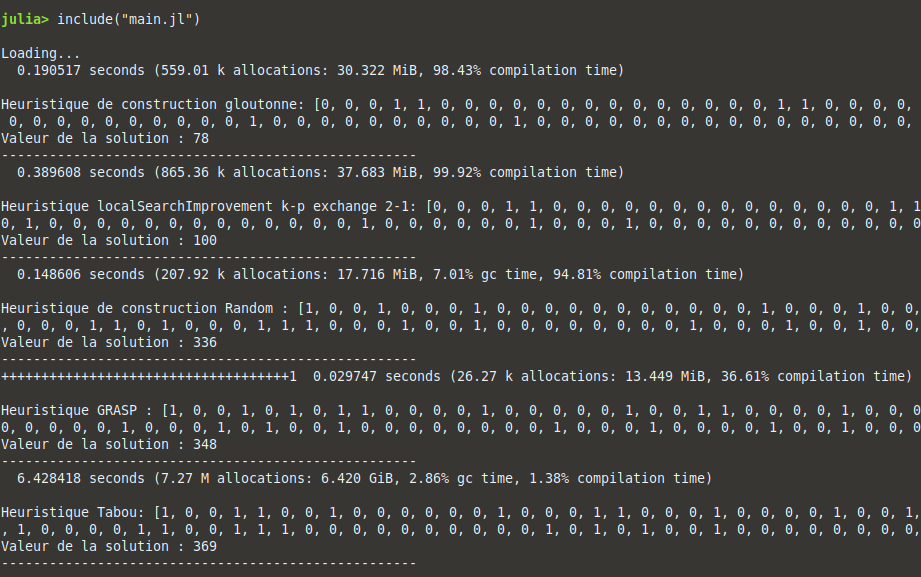 julia> include("main.jl")
Loading...
0.190517 seconds (559.01 k allocations: 30.322 MiB, 98.43% compilation time)
Heuristique de construction gloutonne: [0, 0, 0, 1, 1, 0, 0, 0, 0, 0, 0, 0, 0, 0, 0, 0, 0, 0, 0, 1, 1, 0, 0, 0, 0,
0, 0, 0, 0, 0, 0, 0, 0, 0, 0, 1, 0, 0, 0, 0, 0, 0, 0, 0, 0, 0, 1, 0, 0, 0, 0, 0, 0, 0, 0, 0, 0, 0, 0, 0, 0, 0, 0,
Valeur de la solution : 78
----------------------------------------------------
0.389608 seconds (865.36 k allocations: 37.683 MiB, 99.92% compilation time)
Heuristique localSearchImprovement k-p exchange 2-1: [0, 0, 0, 1, 1, 0, 0, 0, 0, 0, 0, 0, 0, 0, 0, 0, 0, 0, 0, 1, 1
0, 1, 0, 0, 0, 0, 0, 0, 0, 0, 0, 0, 0, 0, 0, 1, 0, 0, 0, 0, 0, 0, 1, 0, 0, 0, 1, 0, 0, 0, 0, 0, 0, 0, 0, 0, 0, 0, 0
Valeur de la solution : 100
----------------------------------------------------
0.148606 seconds (207.92 k allocations: 17.716 MiB, 7.01% gc time, 94.81% compilation time)
Heuristique de construction Random : [1, 0, 0, 1, 0, 0, 0, 1, 0, 0, 0, 0, 0, 0, 0, 0, 0, 0, 0, 1, 0, 0, 0, 1, 0, 0,
, 0, 0, 0, 1, 1, 0, 1, 0, 0, 0, 1, 1, 1, 0, 0, 0, 1, 0, 0, 1, 0, 0, 0, 0, 0, 0, 0, 0, 1, 0, 0, 0, 1, 0, 0, 1, 0, 0,
Valeur de la solution : 336
----------------------------------------------------
++++++++++++++++++++++++++++++++++++1  0.029747 seconds (26.27 k allocations: 13.449 MiB, 36.61% compilation time)
Heuristique GRASP : [1, 0, 0, 1, 0, 1, 0, 1, 1, 0, 0, 0, 0, 1, 0, 0, 0, 0, 0, 1, 0, 0, 1, 1, 0, 0, 0, 0, 1, 0, 0, 0
0, 0, 0, 0, 0, 1, 0, 0, 0, 1, 0, 1, 0, 0, 1, 0, 0, 0, 0, 0, 0, 0, 0, 1, 0, 0, 0, 1, 0, 0, 0, 0, 1, 0, 0, 1, 0, 0, 0
Valeur de la solution : 348
----------------------------------------------------
6.428418 seconds (7.27 M allocations: 6.420 GiB, 2.86% gc time, 1.38% compilation time)
Heuristique Tabou: [1, 0, 0, 1, 1, 0, 0, 1, 0, 0, 0, 0, 0, 0, 1, 0, 0, 0, 1, 1, 0, 0, 0, 1, 0, 0, 0, 0, 1, 0, 0, 1,
, 1, 0, 0, 0, 0, 1, 1, 0, 0, 1, 1, 1, 0, 0, 0, 0, 0, 0, 0, 0, 0, 0, 1, 0, 1, 0, 1, 0, 0, 1, 0, 0, 0, 0, 0, 0, 0, 0,
Valeur de la solution : 369
----------------------------------------------------